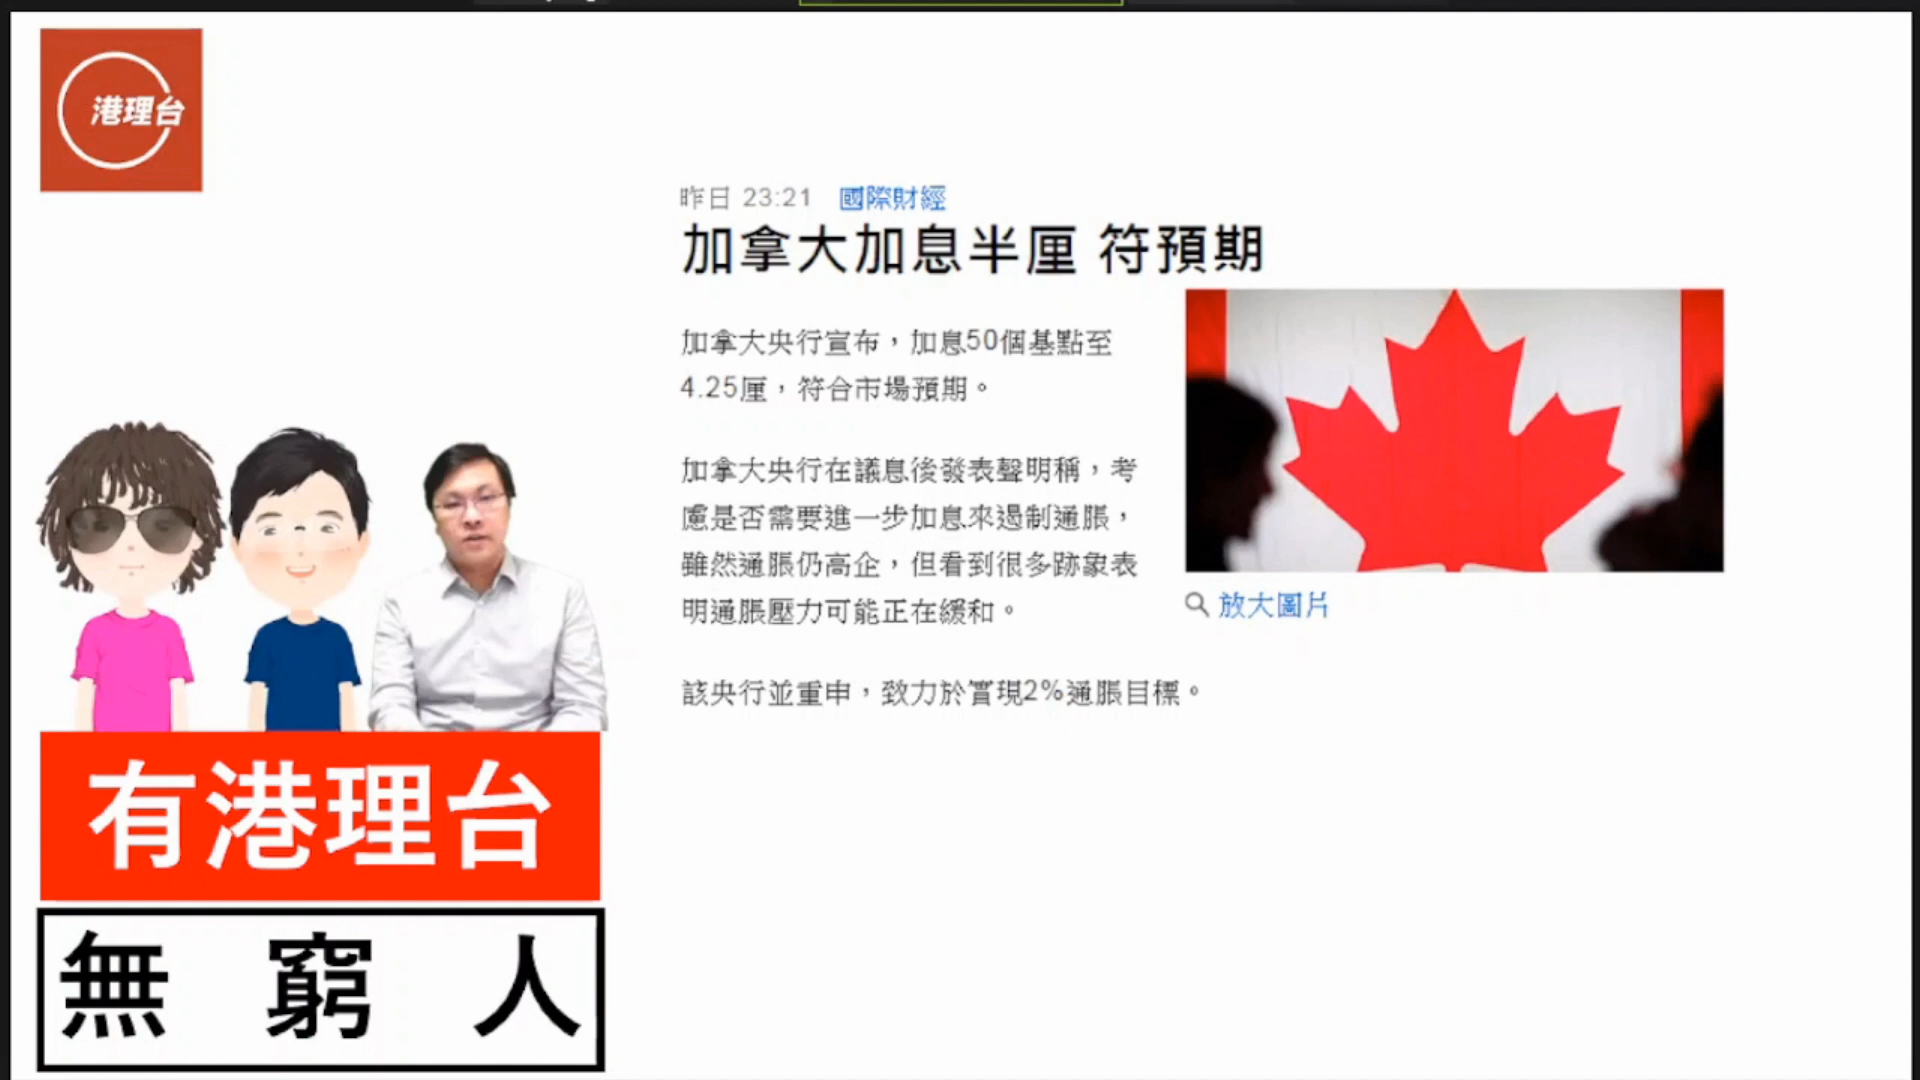 港理台
昨日 23:21 國際財經
加拿大加息半厘 符預期
加拿大央行宣布，加息50個基點至
4.25厘，符合市場預期。
加拿大央行在議息後發表聲明稱，考
慮是否需要進一步加息來遏制通脹，
雖然通脹仍高企，但看到很多跡象表
明通脹壓力可能正在緩和。
放大圖片
該央行並重申，致力於實現2%通脹目標。
有港理台
無窮人